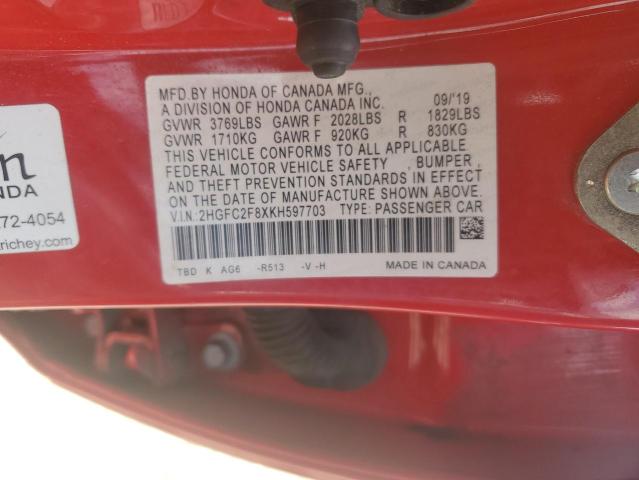 MFD.BY HONDA OF CANADA MFG.,
A DIVISION OF HONDA CANADA INC. 09/'19
GVWR 3769LBS GAWR F 2028LBS R 1829LBS
GVWR 1710KG GAWR F 920KG R 830KG
THIS VEHICLE CONFORMS TO ALL APPLICABLE
FEDERAL MOTOR VEHICLE SAFETY , BUMPER,
AND THEFT PREVENTION STANDARDS IN EFFECT
ON THE DATE OF MANUFACTURE SHOWN ABOVE.
V.I.N: 2HGFC2F8XKH597703 TYPE: PASSENGER CAR
TBD K AG6 -R513 -V -H MADE IN CANADA
72-4054
richey.com